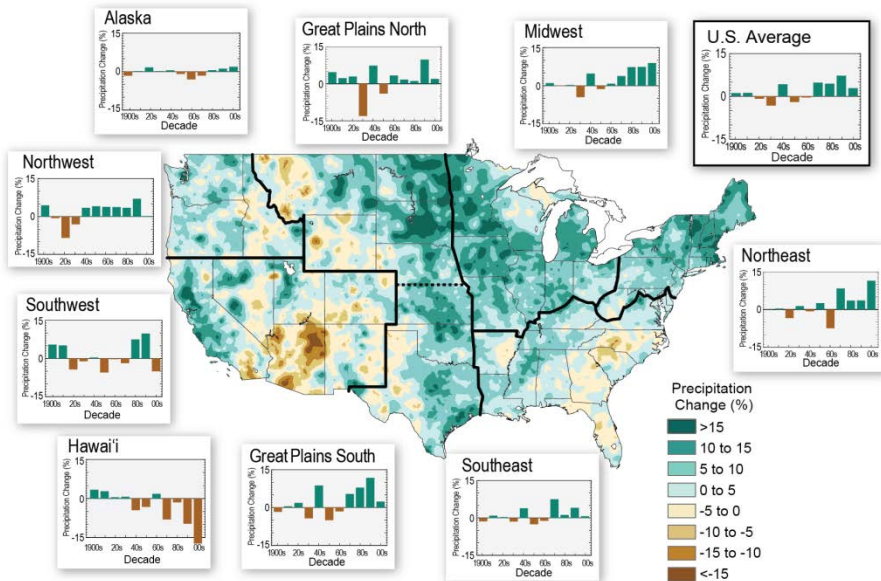 Alaska
Precipitation Change (%)
15
0
-15
1900s 20s 40s 60s 80s 00s
Decade
Great Plains North
Precipitation Change (%)
15
0
-15
1900s 20s 40s 60s 80s 00s
Decade
Midwest
Precipitation Change (%)
15
0
-15
1900s 20s 40s 60s 80s 00s
Decade
U.S. Average
Precipitation Change (%)
15
0
-15
1900s 20s 40s 60s 80s 00s
Decade
Northwest
Precipitation Change (%)
15
0
-15
1900s 20s 40s 60s 80s 00s
Decade
Northeast
Precipitation Change (%)
15
0
-15
1900s 20s 40s 60s 80s 00s
Decade
Southwest
Precipitation Change (%)
15
0
-15
1900s 20s 40s 60s 80s 00s
Decade
Hawai'i
Precipitation Change (%)
15
0
-15
1900s 20s 40s 60s 80s 00s
Decade
Great Plains South
Precipitation Change (%)
15
0
-15
1900s 20s 40s 60s 80s 00s
Decade
Southeast
Precipitation Change (%)
15
0
-15
1900s 20s 40s 60s 80s 00s
Decade
Precipitation
Change (%)
>15
10 to 15
5 to 10
0 to 5
-5 to 0
-10 to -5
-15 to -10
<-15